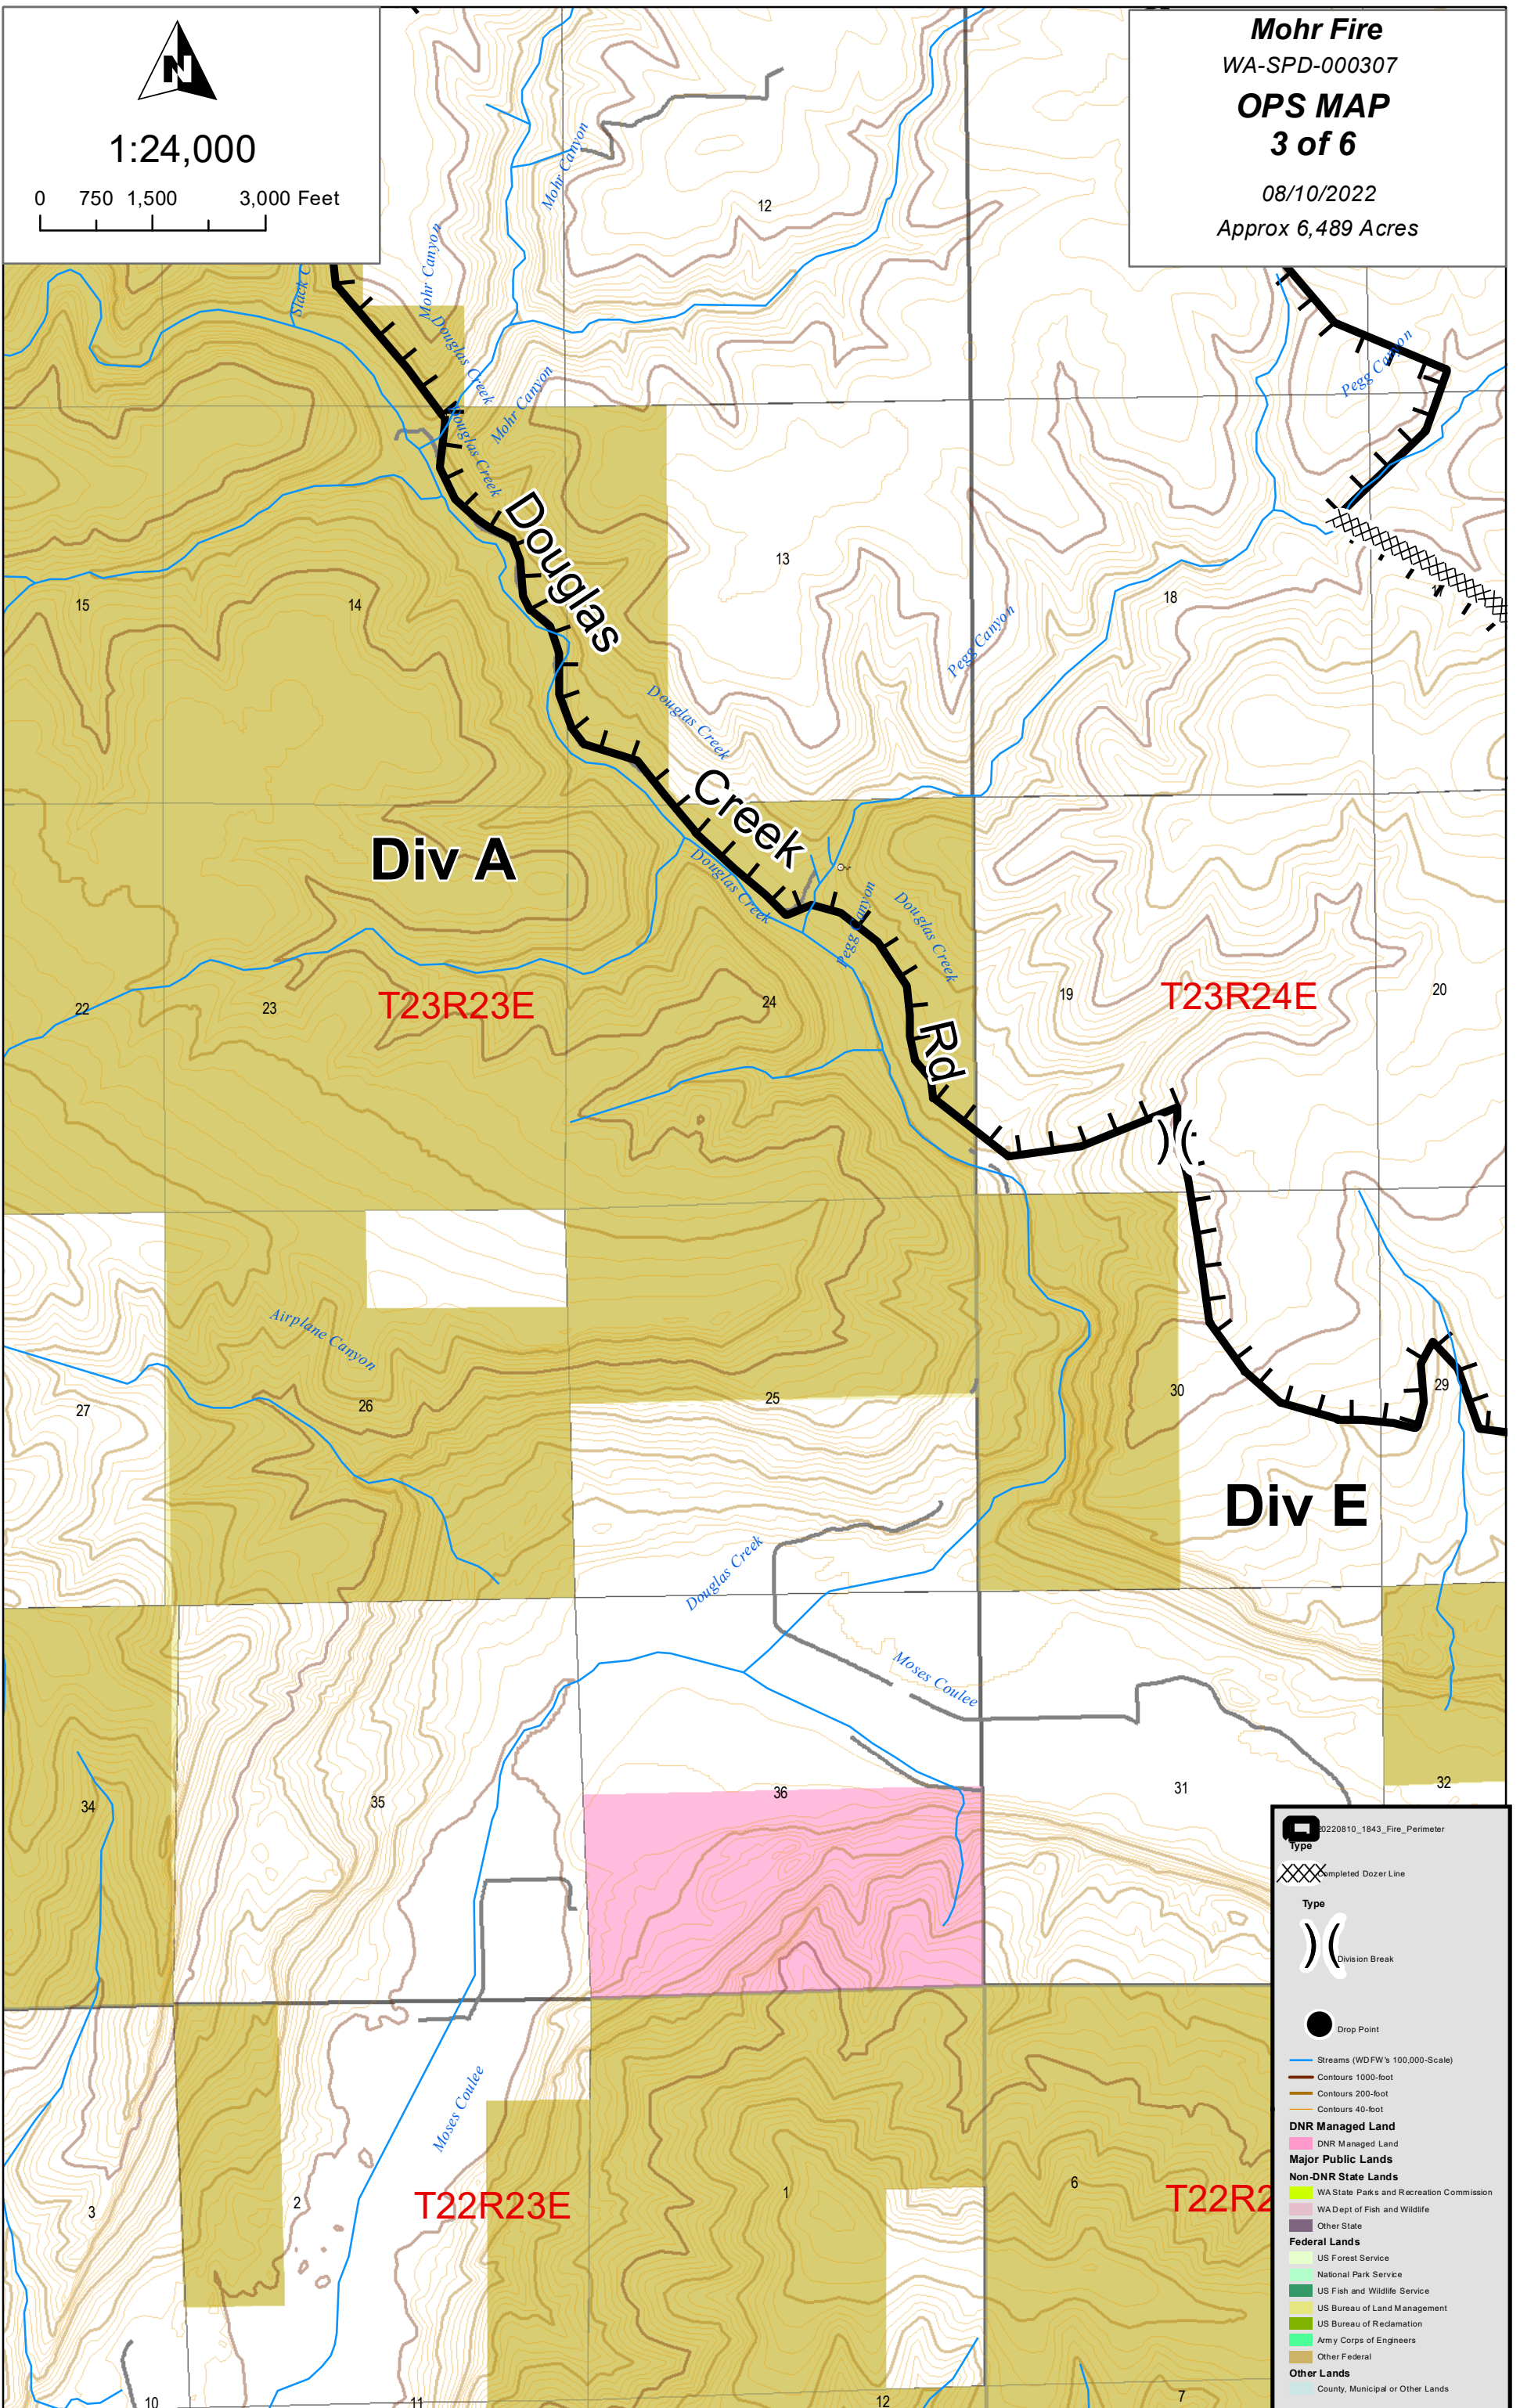 N
1:24,000
0 750 1,500 3,000 Feet
Mohr Fire
WA-SPD-000307
OPS MAP
3 of 6
08/10/2022
Approx 6,489 Acres
Mohr Canyon
12
Mohr Canyon
Douglas Creek
Mohr Canyon
Douglas Creek
Pegg Canyon
Douglas
13
15
14
18
Pegg Canyon
Douglas Creek
Creek
Div A
Douglas Creek
Pegg Canyon
Douglas Creek
22
23
T23R23E
24
19
T23R24E
20
Rd
)(
Airplane Canyon
27
26
25
30
29
Div E
Douglas Creek
Moses Coulee
34
35
36
31
32
Moses Coulee
3
2
T22R23E
1
6
T22R2
10
11
12
7
20220810_1843_Fire_Perimeter
Type
Completed Dozer Line
Type
)( Division Break
Drop Point
Streams (WDFW's 100,000-Scale)
Contours 1000-foot
Contours 200-foot
Contours 40-foot
DNR Managed Land
DNR Managed Land
Major Public Lands
Non-DNR State Lands
WA State Parks and Recreation Commission
WA Dept of Fish and Wildlife
Other State
Federal Lands
US Forest Service
National Park Service
US Fish and Wildlife Service
US Bureau of Land Management
US Bureau of Reclamation
Army Corps of Engineers
Other Federal
Other Lands
County, Municipal or Other Lands